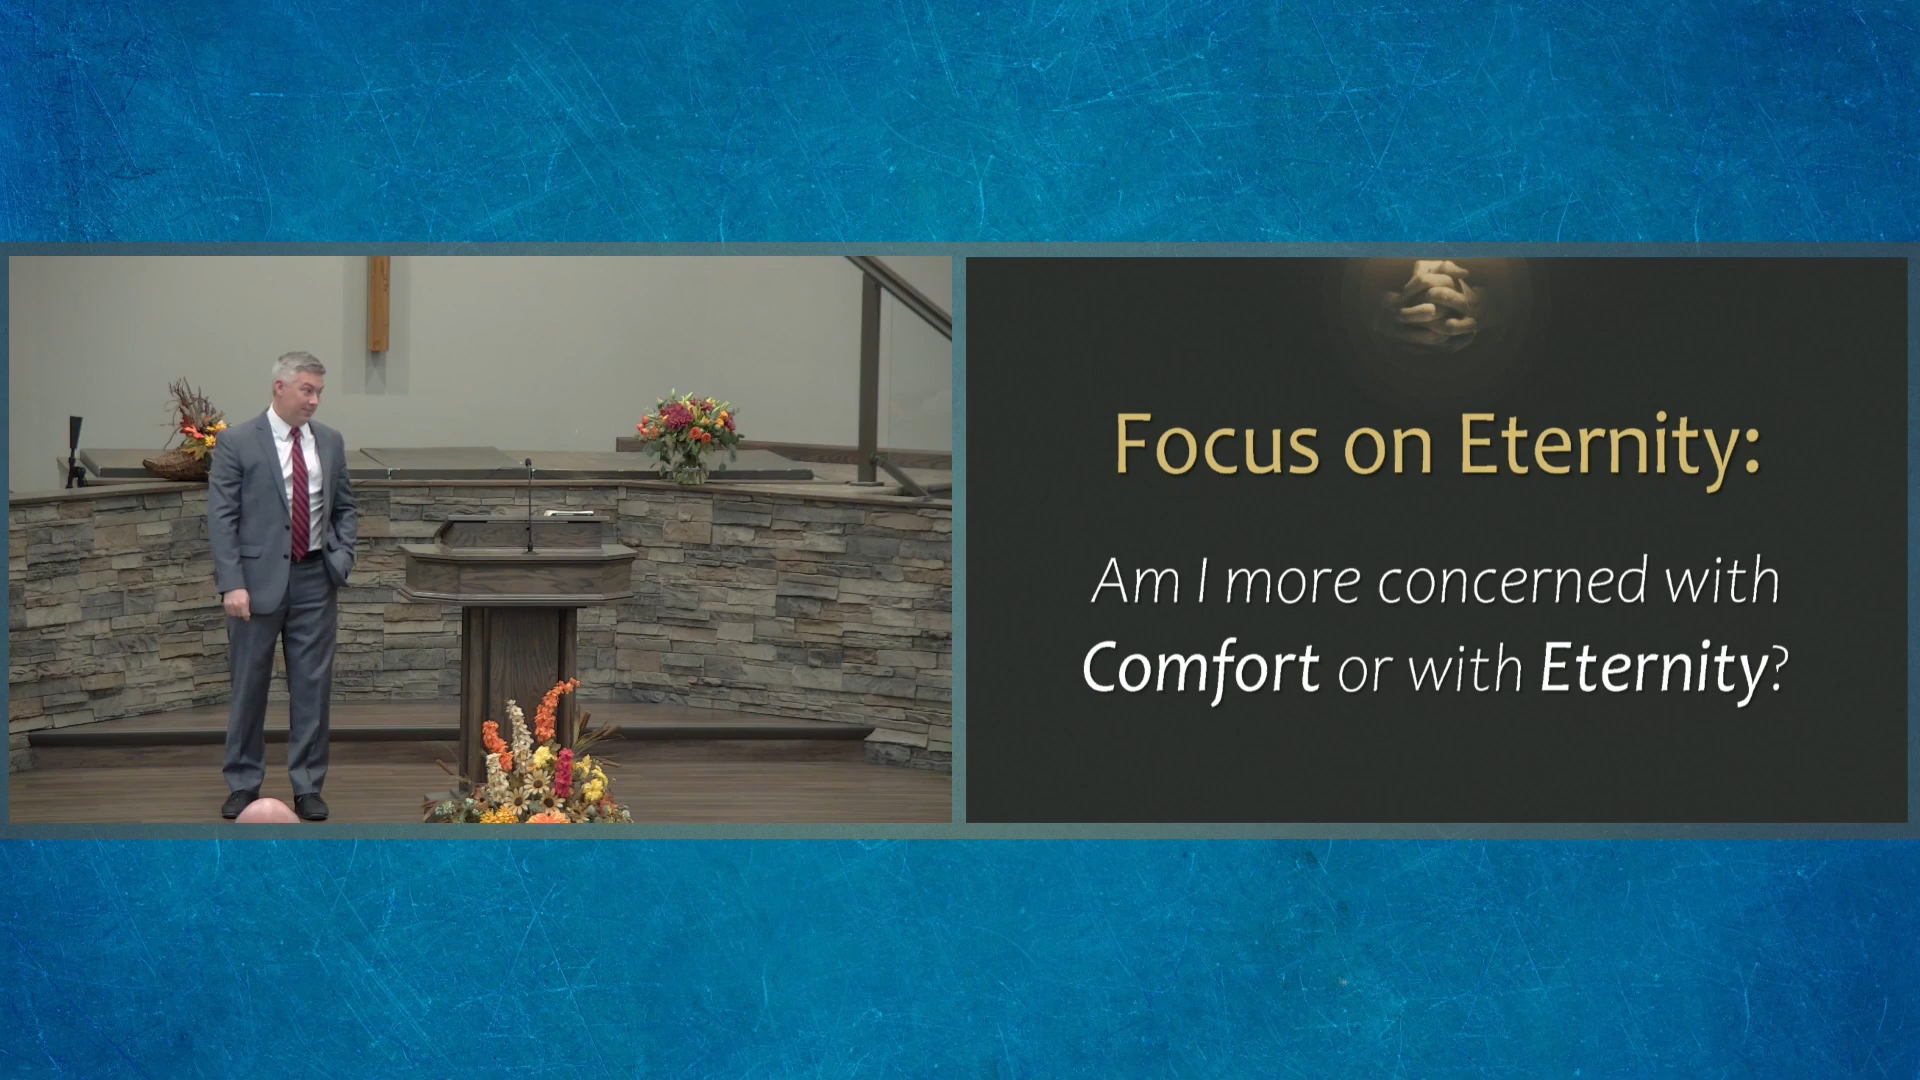 Focus on Eternity:
Am I more concerned with
Comfort or with Eternity?